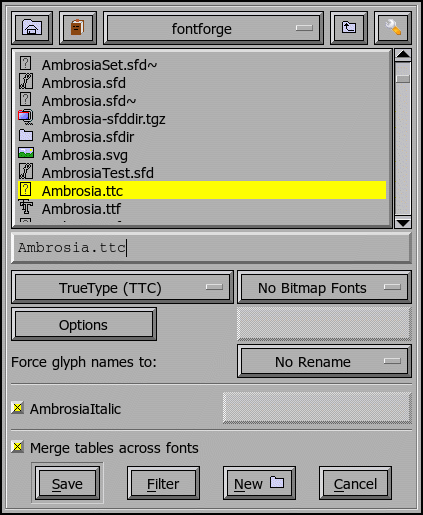 fontforge
AmbrosiaSet.sfd~
Ambrosia.sfd
Ambrosia.sfd~
Ambrosia-sfddir.tgz
Ambrosia.sfdir
Ambrosia.svg
AmbrosiaTest.sfd
Ambrosia.ttc
Ambrosia.ttf
Ambrosia.ttc
TrueType (TTC) No Bitmap Fonts
Options
Force glyph names to: No Rename
AmbrosiaItalic
Merge tables across fonts
Save Filter New Cancel